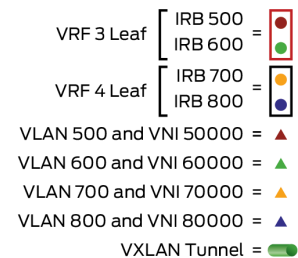 VRF 3 Leaf
IRB 500 =
IRB 600
VRF 4 Leaf
IRB 700 =
IRB 800
VLAN 500 and VNI 50000 =
VLAN 600 and VNI 60000 =
VLAN 700 and VNI 70000 =
VLAN 800 and VNI 80000 =
VXLAN Tunnel =